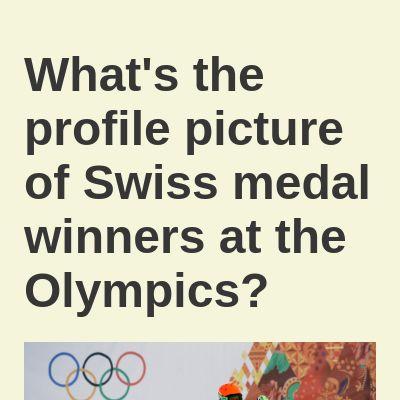 What's the
profile picture
of Swiss medal
winners at the
Olympics?